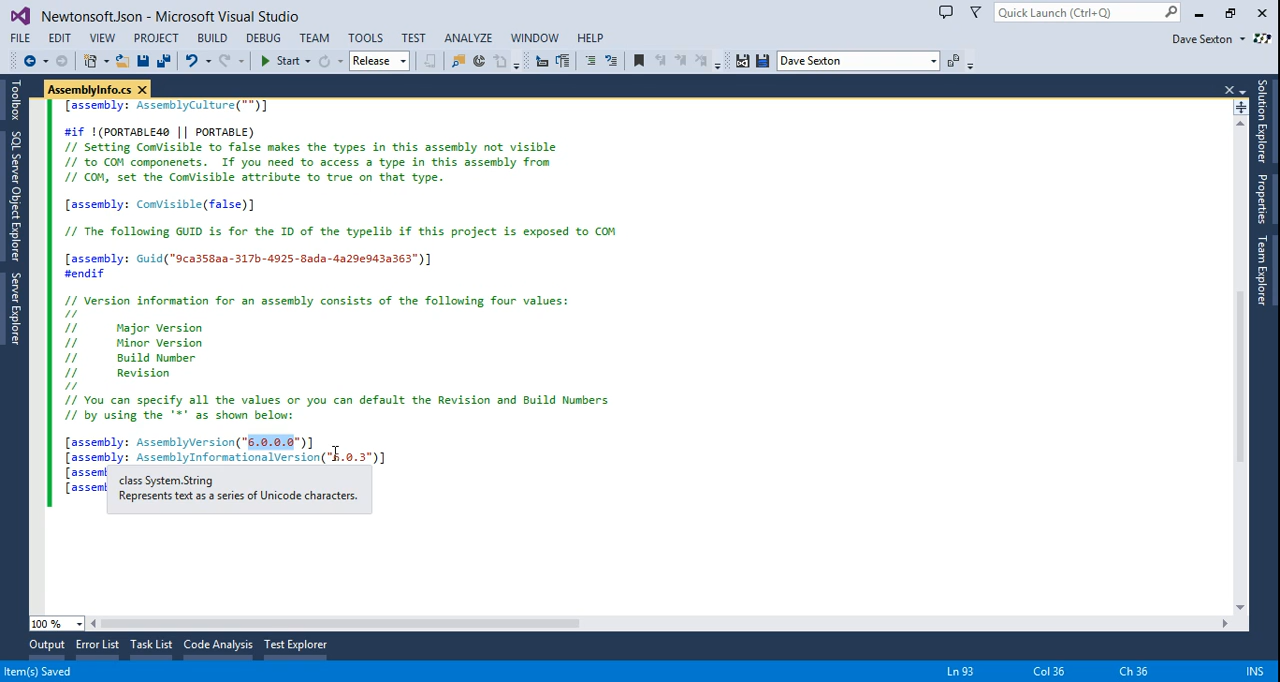 Newtonsoft.Json - Microsoft Visual Studio
Quick Launch (Ctrl+Q)
FILE EDIT VIEW PROJECT BUILD DEBUG TEAM TOOLS TEST ANALYZE WINDOW HELP
Dave Sexton
Start Release Dave Sexton
AssemblyInfo.cs
Toolbox
SQL Server Object Explorer
Server Explorer
[assembly: AssemblyCulture("")]
#if !(PORTABLE40 || PORTABLE)
// Setting ComVisible to false makes the types in this assembly not visible
// to COM componenets.  If you need to access a type in this assembly from
// COM, set the ComVisible attribute to true on that type.
[assembly: ComVisible(false)]
// The following GUID is for the ID of the typelib if this project is exposed to COM
[assembly: Guid("9ca358aa-317b-4925-8ada-4a29e943a363")]
#endif
// Version information for an assembly consists of the following four values:
//
//      Major Version
//      Minor Version
//      Build Number
//      Revision
//
// You can specify all the values or you can default the Revision and Build Numbers
// by using the '*' as shown below:
[assembly: AssemblyVersion("6.0.0.0")]
[assembly: AssemblyInformationalVersion("6.0.3")]
[assem
[assem
class System.String
Represents text as a series of Unicode characters.
Solution Explorer
Properties
Team Explorer
100 %
Output Error List Task List Code Analysis Test Explorer
Item(s) Saved Ln 93 Col 36 Ch 36 INS